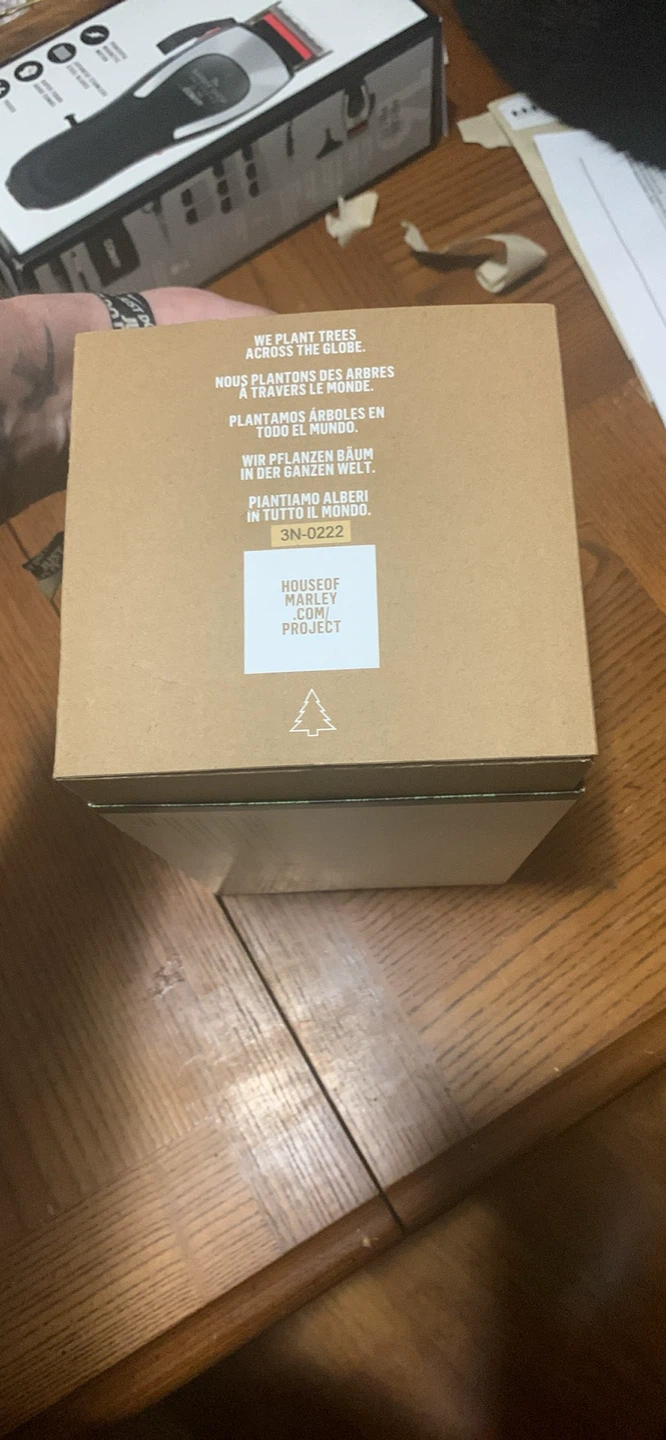 WE PLANT TREES
ACROSS THE GLOBE.
NOUS PLANTONS DES ARBRES
À TRAVERS LE MONDE.
PLANTAMOS ÁRBOLES EN
TODO EL MUNDO.
WIR PFLANZEN BÄUM
IN DER GANZEN WELT.
PIANTIAMO ALBERI
IN TUTTO IL MONDO.
3N-0222
HOUSEOF
MARLEY
.COM/
PROJECT